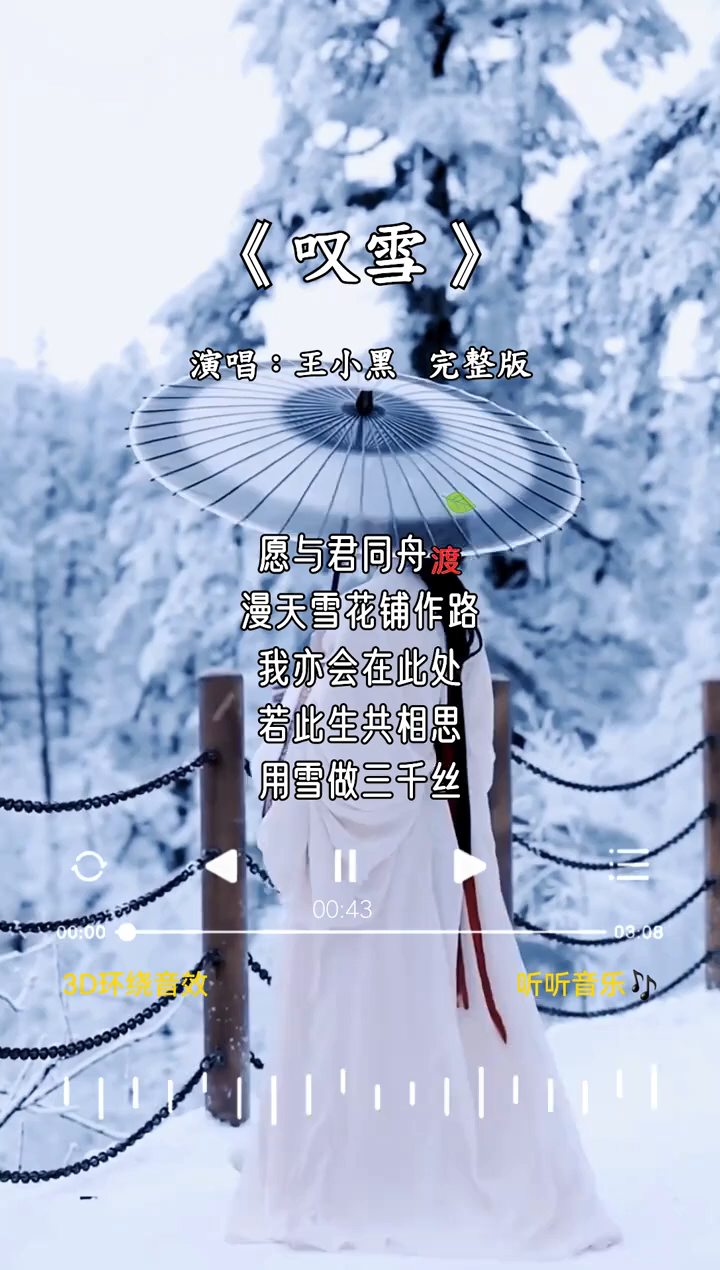 《叹雪》
演唱：王小黑 完整版
愿与君同舟渡
漫天雪花铺作路
我亦会在此处
若此生共相思
用雪做三千丝
00:43
00:00 03:08
3D环绕音效 听听音乐🎶